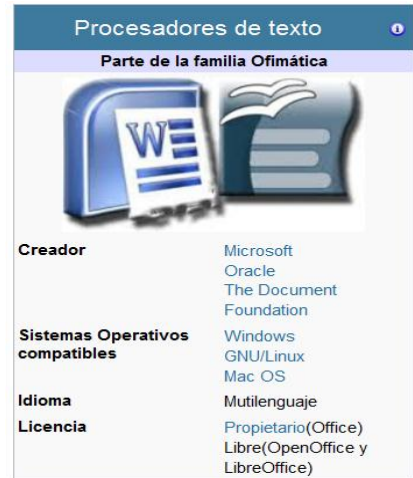 Procesadores de texto
Parte de la familia Ofimática
W
Creador
Microsoft
Oracle
The Document
Foundation
Sistemas Operativos
compatibles
Windows
GNU/Linux
Mac OS
Idioma
Mutilenguaje
Licencia
Propietario(Office)
Libre(OpenOffice y
LibreOffice)